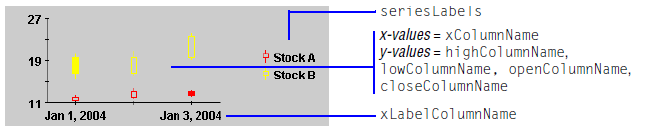 27
19
11
Jan 1, 2004
Jan 3, 2004
Stock A
Stock B
seriesLabels
x-values = xColumnName
y-values = highColumnName,
lowColumnName, openColumnName,
closeColumnName
xLabelColumnName